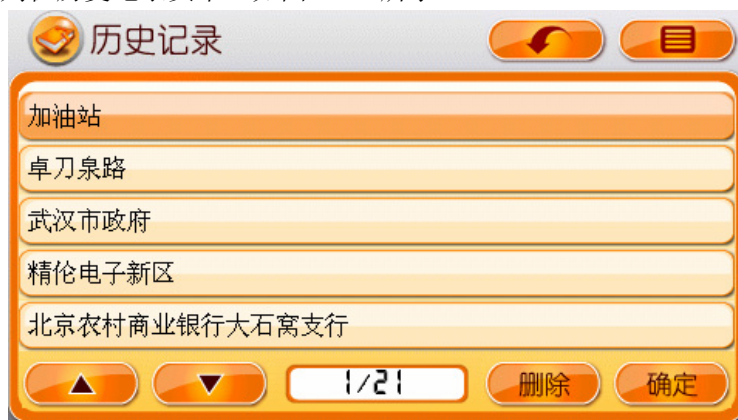 历史记录
加油站
卓刀泉路
武汉市政府
精伦电子新区
北京农村商业银行大石窝支行
1/21 删除 确定